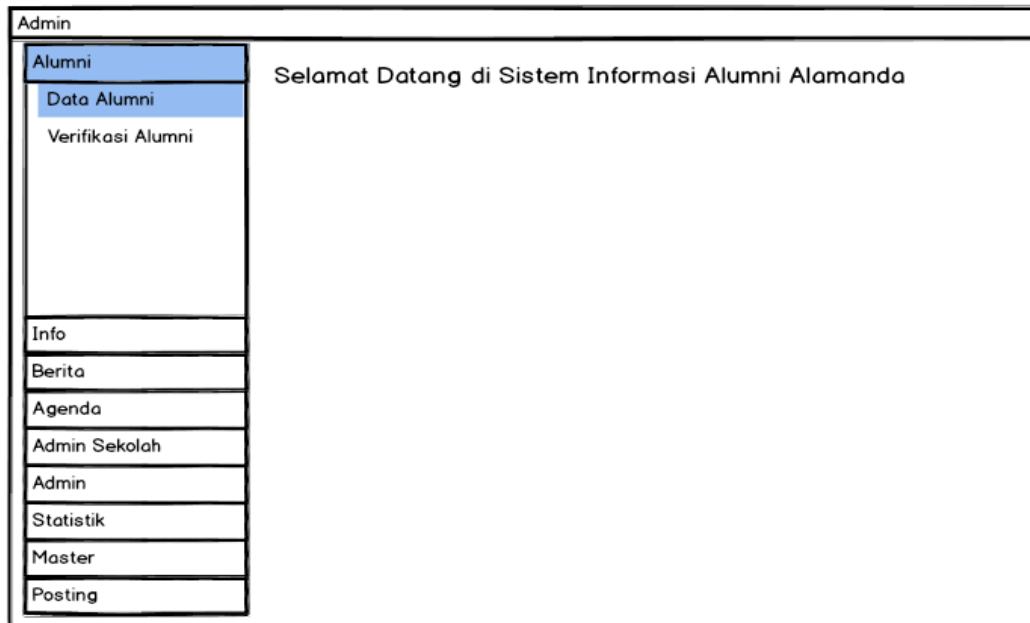 Admin
Alumni
Data Alumni
Verifikasi Alumni
Info
Berita
Agenda
Admin Sekolah
Admin
Statistik
Master
Posting
Selamat Datang di Sistem Informasi Alumni Alamanda